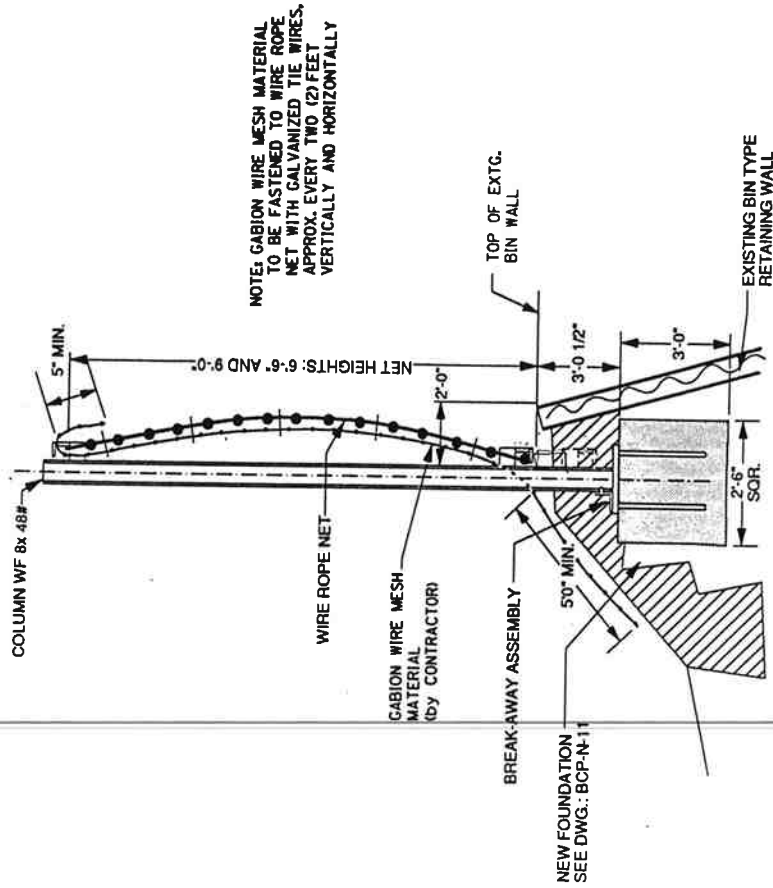 COLUMN WF 8x 48#
5" MIN.
NOTE: GABION WIRE MESH MATERIAL
TO BE FASTENED TO WIRE ROPE
NET WITH GALVANIZED TIE WIRES,
APPROX. EVERY TWO (2) FEET
VERTICALLY AND HORIZONTALLY
NET HEIGHTS: 6'-6" AND 9'-0"
WIRE ROPE NET
GABION WIRE MESH
MATERIAL
(by CONTRACTOR)
2'-0"
TOP OF EXTG.
BIN WALL
BREAK-AWAY ASSEMBLY
5'0" MIN.
3'-0 1/2"
NEW FOUNDATION
SEE DWG.: BCP-N-11
3'-0"
2'-6"
SQR.
EXISTING BIN TYPE
RETAINING WALL